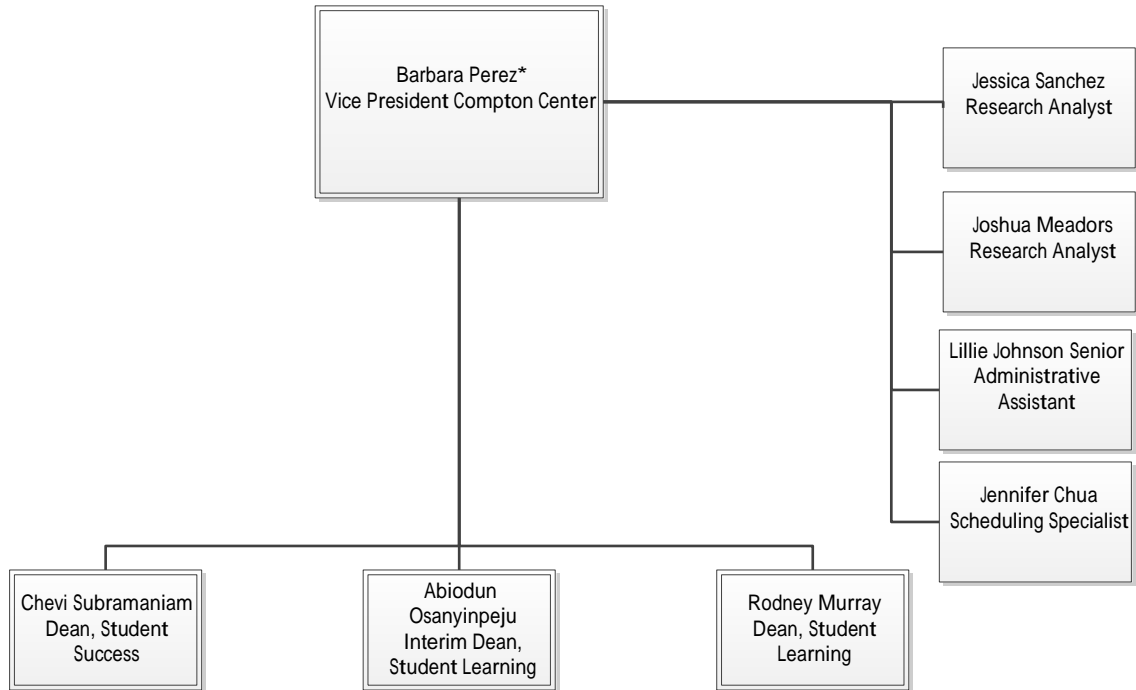 Barbara Perez*
Vice President Compton Center
Jessica Sanchez
Research Analyst
Joshua Meadors
Research Analyst
Lillie Johnson Senior
Administrative
Assistant
Jennifer Chua
Scheduling Specialist
Chevi Subramaniam
Dean, Student
Success
Abiodun
Osanyinpeju
Interim Dean,
Student Learning
Rodney Murray
Dean, Student
Learning